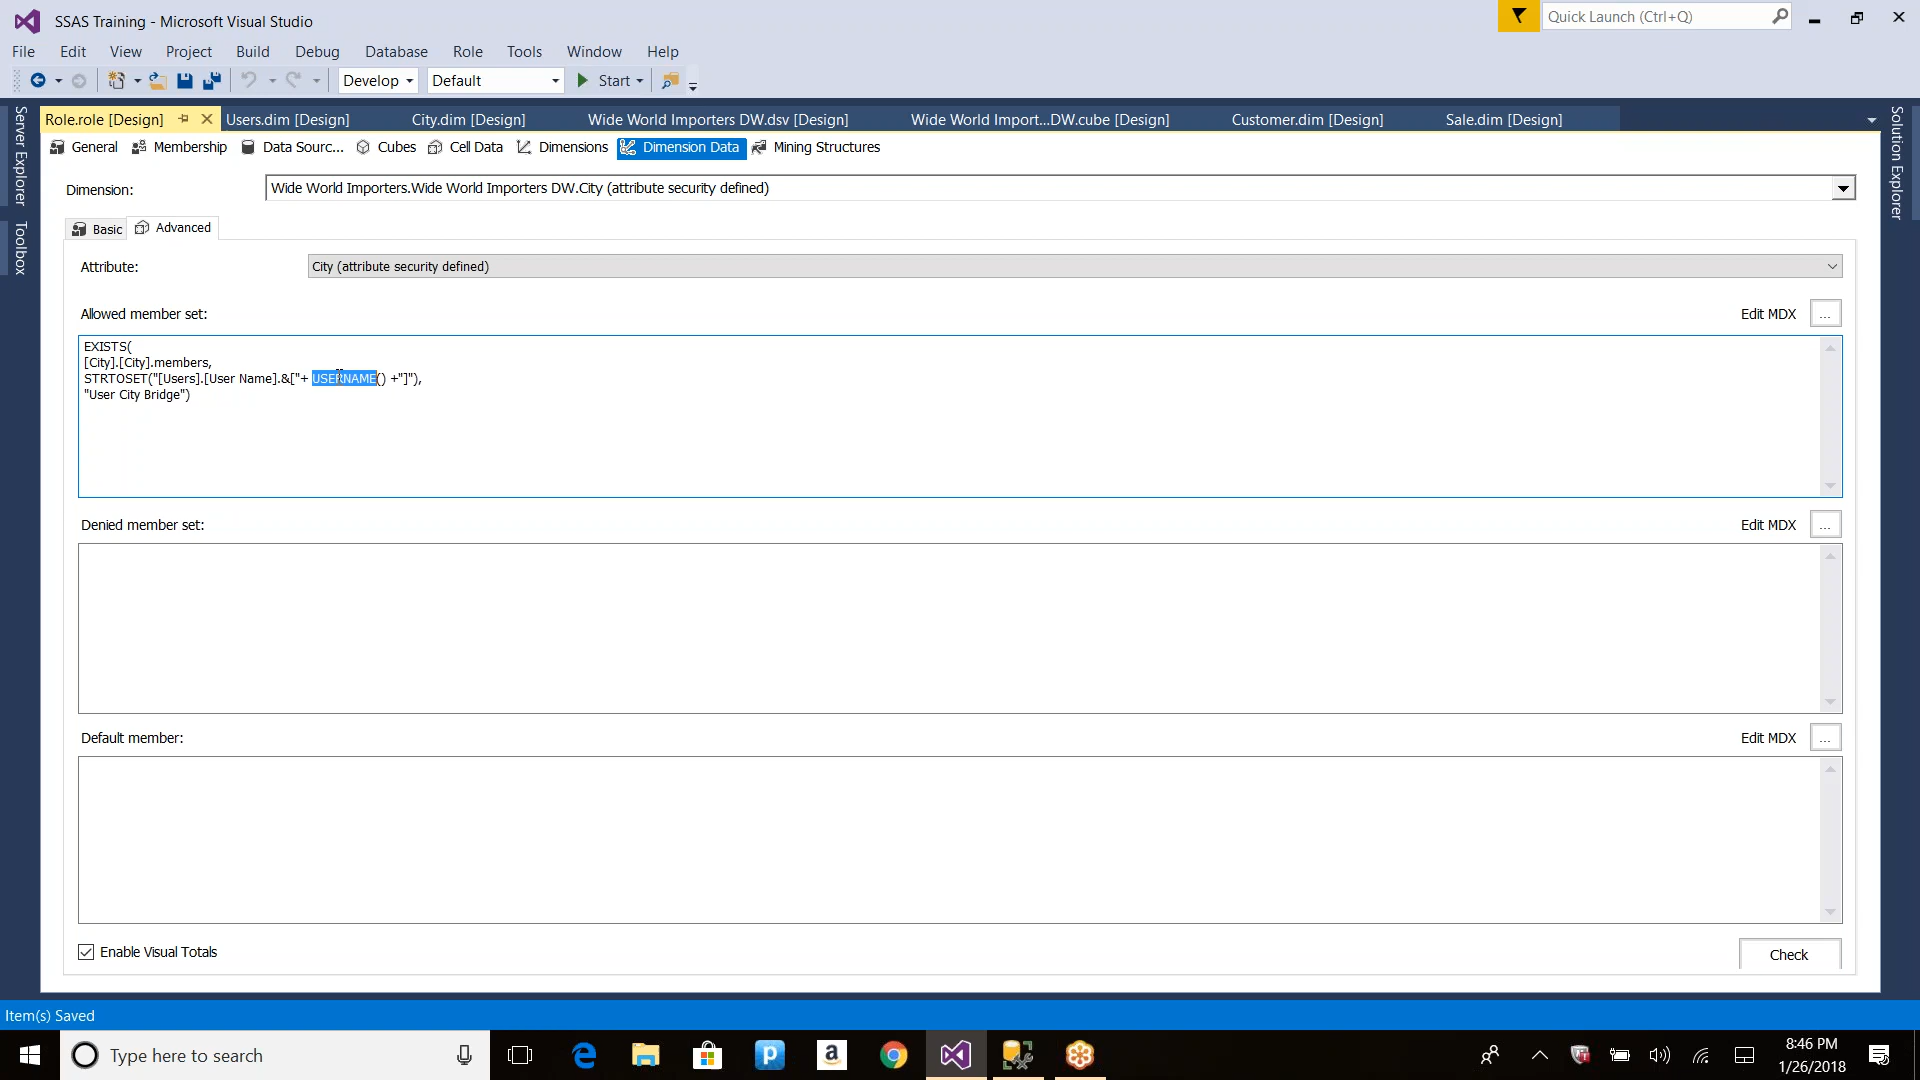 SSAS Training - Microsoft Visual Studio
Quick Launch (Ctrl+Q)
File Edit View Project Build Debug Database Role Tools Window Help
Develop Default Start
Server Explorer
Toolbox
Solution Explorer
Role.role [Design] Users.dim [Design] City.dim [Design] Wide World Importers DW.dsv [Design] Wide World Import...DW.cube [Design] Customer.dim [Design] Sale.dim [Design]
General Membership Data Sourc... Cubes Cell Data Dimensions Dimension Data Mining Structures
Dimension: Wide World Importers.Wide World Importers DW.City (attribute security defined)
Basic Advanced
Attribute: City (attribute security defined)
Allowed member set: Edit MDX ...
EXISTS(
[City].[City].members,
STRTOSET("[Users].[User Name].&["+ USERNAME() +"]"),
"User City Bridge")
Denied member set: Edit MDX ...
Default member: Edit MDX ...
Enable Visual Totals Check
Item(s) Saved
Type here to search
8:46 PM
1/26/2018